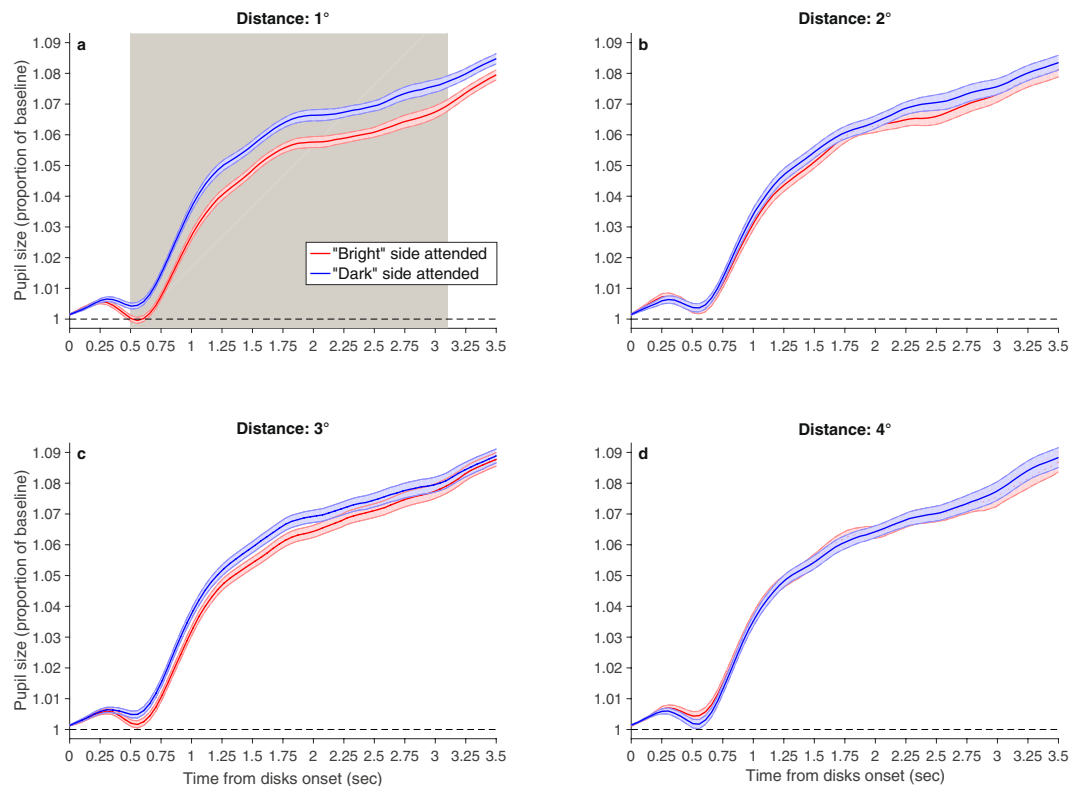 Distance: 1°
a
1.09
1.08
1.07
1.06
1.05
1.04
1.03
1.02
1.01
1
Pupil size (proportion of baseline)
"Bright" side attended
"Dark" side attended
0 0.25 0.5 0.75 1 1.25 1.5 1.75 2 2.25 2.5 2.75 3 3.25 3.5
Distance: 2°
b
1.09
1.08
1.07
1.06
1.05
1.04
1.03
1.02
1.01
1
0 0.25 0.5 0.75 1 1.25 1.5 1.75 2 2.25 2.5 2.75 3 3.25 3.5
Distance: 3°
c
1.09
1.08
1.07
1.06
1.05
1.04
1.03
1.02
1.01
1
Pupil size (proportion of baseline)
0 0.25 0.5 0.75 1 1.25 1.5 1.75 2 2.25 2.5 2.75 3 3.25 3.5
Time from disks onset (sec)
Distance: 4°
d
1.09
1.08
1.07
1.06
1.05
1.04
1.03
1.02
1.01
1
0 0.25 0.5 0.75 1 1.25 1.5 1.75 2 2.25 2.5 2.75 3 3.25 3.5
Time from disks onset (sec)